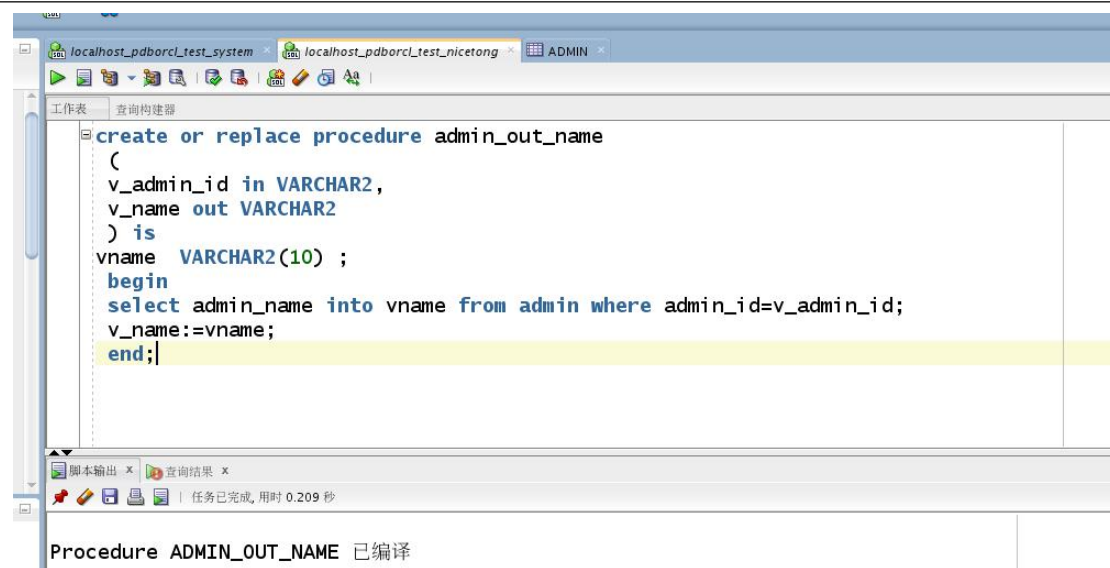 localhost_pdborcl_test_system
localhost_pdborcl_test_nicetong
ADMIN
工作表
查询构建器
create or replace procedure admin_out_name
(
v_admin_id in VARCHAR2,
v_name out VARCHAR2
) is
vname VARCHAR2(10) ;
begin
select admin_name into vname from admin where admin_id=v_admin_id;
v_name:=vname;
end;
脚本输出 x
查询结果 x
任务已完成, 用时 0.209 秒
Procedure ADMIN_OUT_NAME 已编译